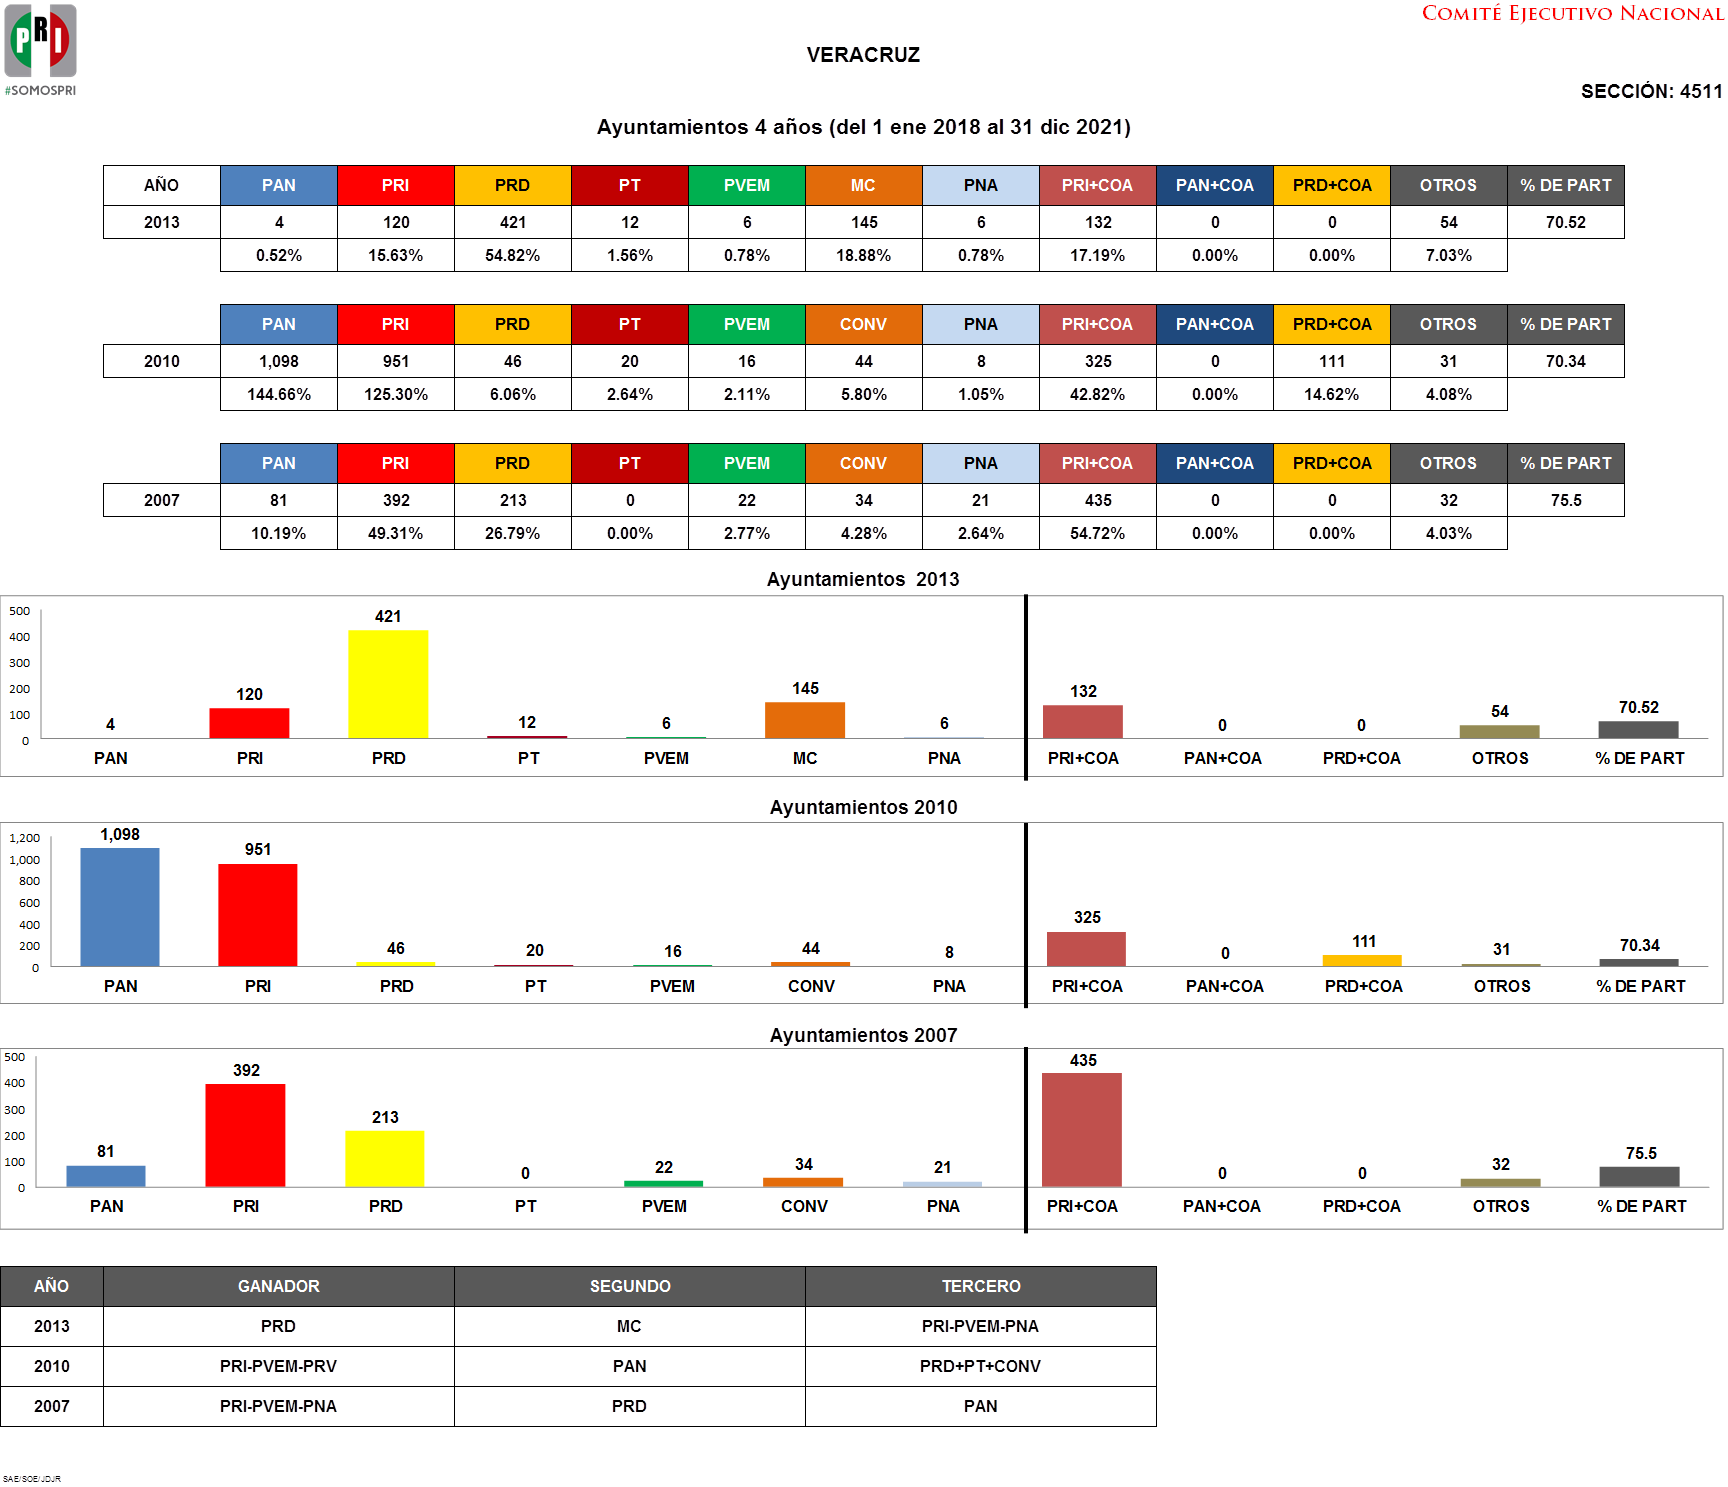 PRI
#SOMOSPRI
COMITÉ EJECUTIVO NACIONAL
VERACRUZ
SECCIÓN: 4511
Ayuntamientos 4 años (del 1 ene 2018 al 31 dic 2021)
AÑO PAN PRI PRD PT PVEM MC PNA PRI+COA PAN+COA PRD+COA OTROS % DE PART
2013 4 120 421 12 6 145 6 132 0 0 54 70.52
0.52% 15.63% 54.82% 1.56% 0.78% 18.88% 0.78% 17.19% 0.00% 0.00% 7.03%
PAN PRI PRD PT PVEM CONV PNA PRI+COA PAN+COA PRD+COA OTROS % DE PART
2010 1,098 951 46 20 16 44 8 325 0 111 31 70.34
144.66% 125.30% 6.06% 2.64% 2.11% 5.80% 1.05% 42.82% 0.00% 14.62% 4.08%
PAN PRI PRD PT PVEM CONV PNA PRI+COA PAN+COA PRD+COA OTROS % DE PART
2007 81 392 213 0 22 34 21 435 0 0 32 75.5
10.19% 49.31% 26.79% 0.00% 2.77% 4.28% 2.64% 54.72% 0.00% 0.00% 4.03%
Ayuntamientos 2013
500
400
300
200
100
0
4 120 421 12 6 145 6 132 0 0 54 70.52
PAN PRI PRD PT PVEM MC PNA PRI+COA PAN+COA PRD+COA OTROS % DE PART
Ayuntamientos 2010
1,200
1,000
800
600
400
200
0
1,098 951 46 20 16 44 8 325 0 111 31 70.34
PAN PRI PRD PT PVEM CONV PNA PRI+COA PAN+COA PRD+COA OTROS % DE PART
Ayuntamientos 2007
500
400
300
200
100
0
81 392 213 0 22 34 21 435 0 0 32 75.5
PAN PRI PRD PT PVEM CONV PNA PRI+COA PAN+COA PRD+COA OTROS % DE PART
AÑO GANADOR SEGUNDO TERCERO
2013 PRD MC PRI-PVEM-PNA
2010 PRI-PVEM-PRV PAN PRD+PT+CONV
2007 PRI-PVEM-PNA PRD PAN
SAE/SOE/JDJR